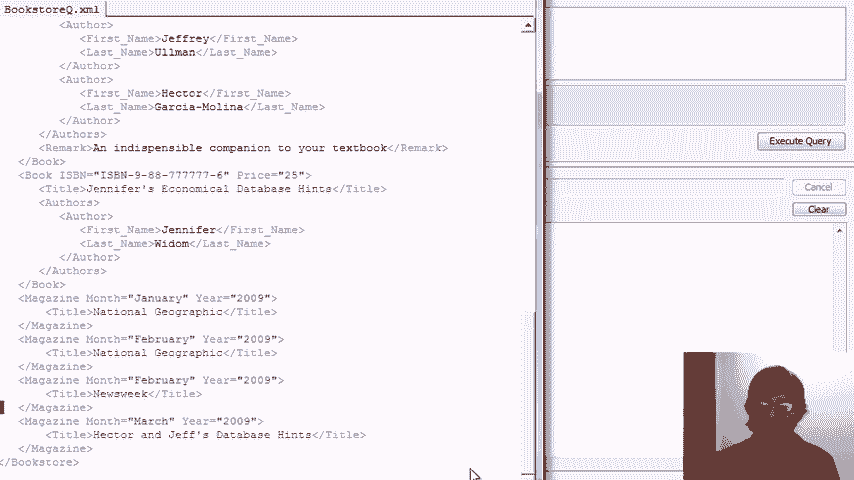 BookstoreQ.xml
<Author>
<First_Name>Jeffrey</First_Name>
<Last_Name>Ullman</Last_Name>
</Author>
<Author>
<First_Name>Hector</First_Name>
<Last_Name>Garcia-Molina</Last_Name>
</Author>
</Authors>
<Remark>An indispensible companion to your textbook</Remark>
</Book>
<Book ISBN="ISBN-9-88-777777-6" Price="25">
<Title>Jennifer's Economical Database Hints</Title>
<Authors>
<Author>
<First_Name>Jennifer</First_Name>
<Last_Name>Widom</Last_Name>
</Author>
</Authors>
</Book>
<Magazine Month="January" Year="2009">
<Title>National Geographic</Title>
</Magazine>
<Magazine Month="February" Year="2009">
<Title>National Geographic</Title>
</Magazine>
<Magazine Month="February" Year="2009">
<Title>Newsweek</Title>
</Magazine>
<Magazine Month="March" Year="2009">
<Title>Hector and Jeff's Database Hints</Title>
</Magazine>
</Bookstore>
Execute Query
Cancel
Clear